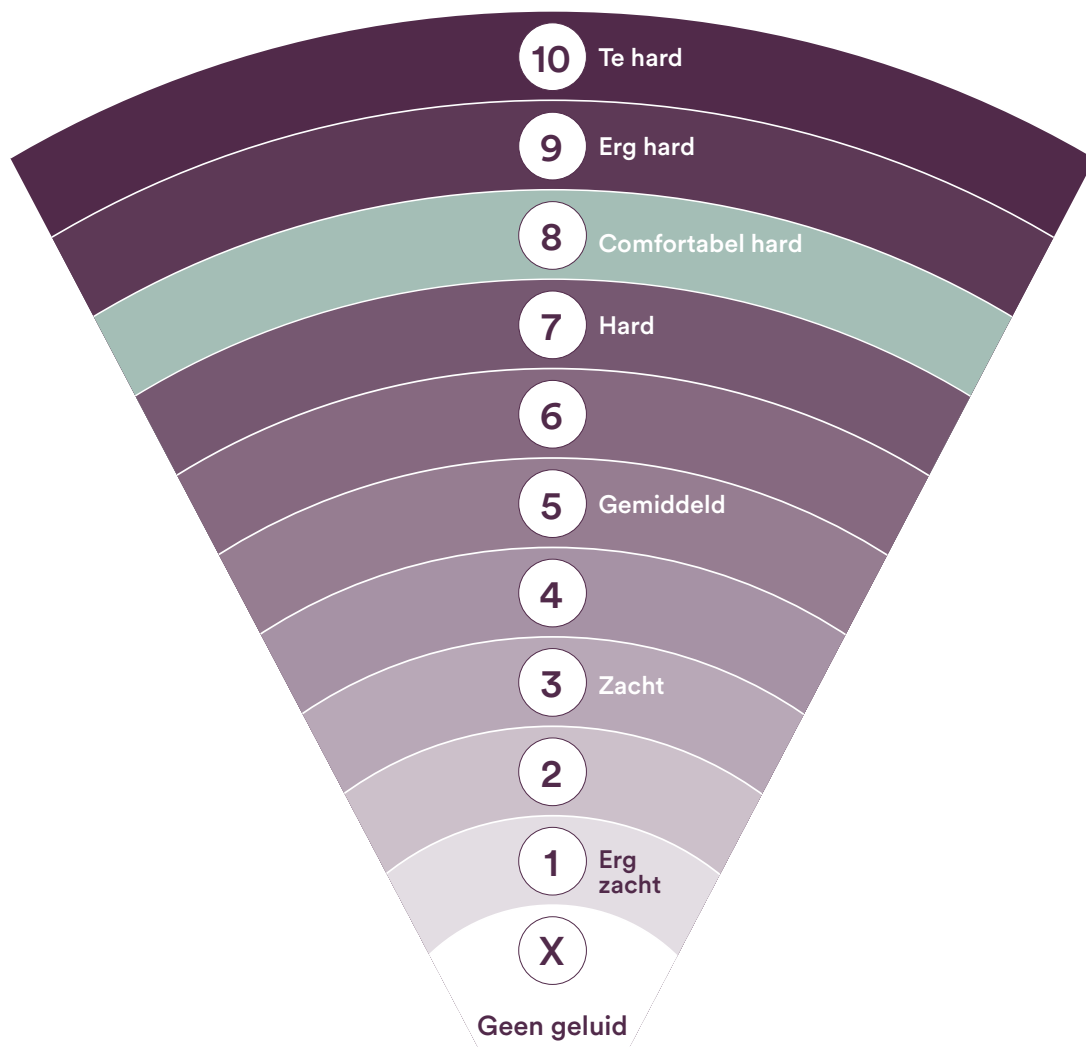 10 Te hard
9 Erg hard
8 Comfortabel hard
7 Hard
6
5 Gemiddeld
4
3 Zacht
2
1 Erg
zacht
X
Geen geluid